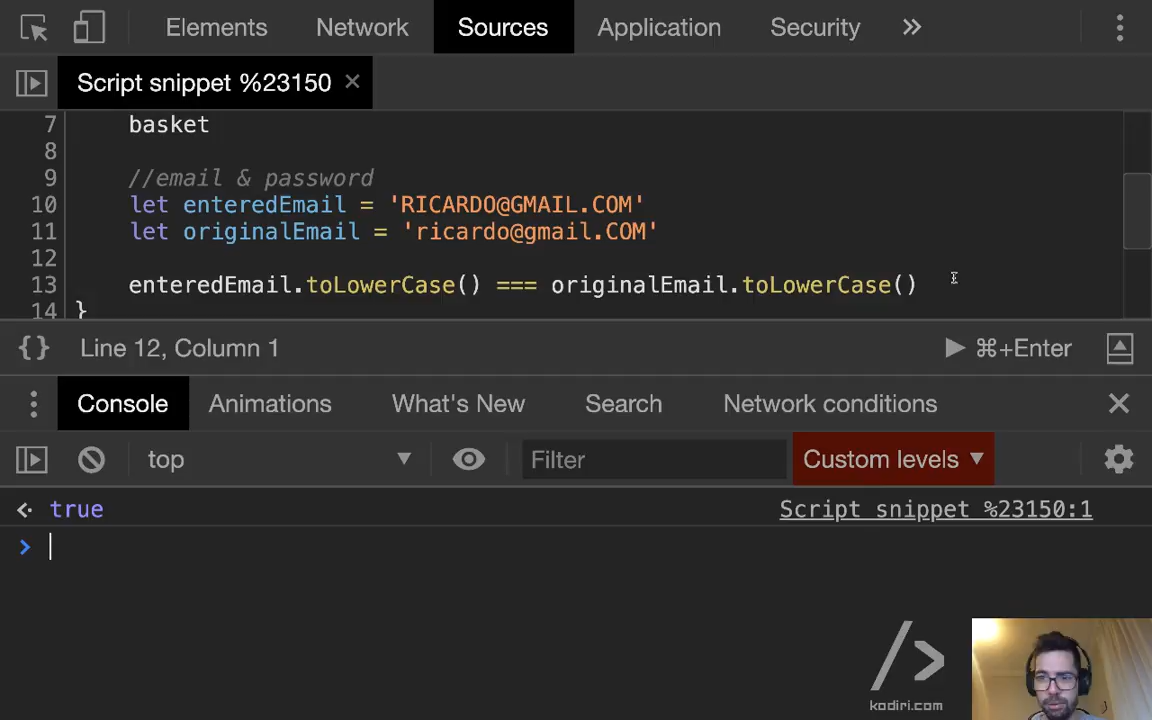 Elements Network Sources Application Security »
Script snippet %23150 ×
7 basket
8
9 //email & password
10 let enteredEmail = 'RICARDO@GMAIL.COM'
11 let originalEmail = 'ricardo@gmail.COM'
12
13 enteredEmail.toLowerCase() === originalEmail.toLowerCase()
14 }
{} Line 12, Column 1 ⌘+Enter
Console Animations What's New Search Network conditions
top Filter Custom levels
true Script snippet %23150:1
/>
kodiri.com